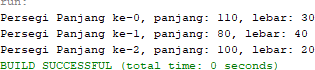 run:
Persegi Panjang ke-0, panjang: 110, lebar: 30
Persegi Panjang ke-1, panjang: 80, lebar: 40
Persegi Panjang ke-2, panjang: 100, lebar: 20
BUILD SUCCESSFUL (total time: 0 seconds)